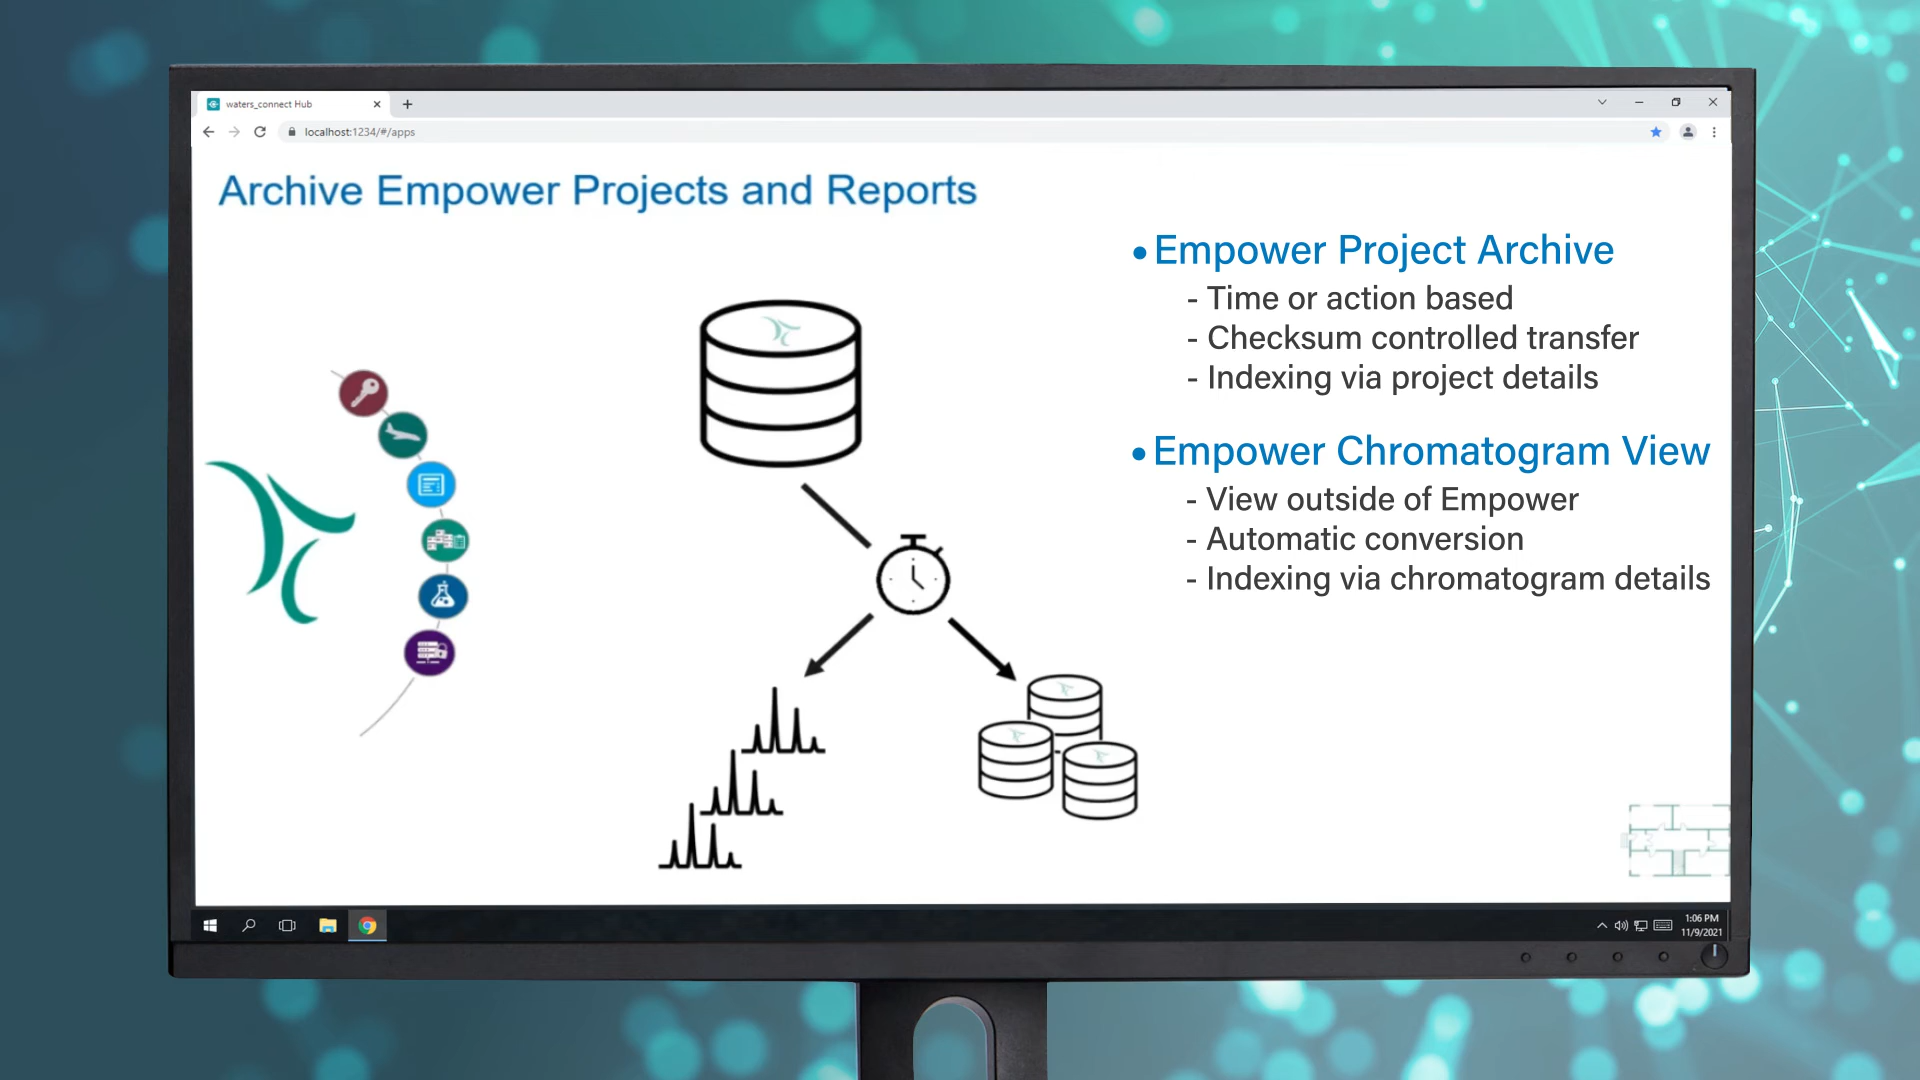 waters_connect Hub
localhost:1234/#/apps
Archive Empower Projects and Reports
• Empower Project Archive
- Time or action based
- Checksum controlled transfer
- Indexing via project details
• Empower Chromatogram View
- View outside of Empower
- Automatic conversion
- Indexing via chromatogram details
1:06 PM
11/9/2021